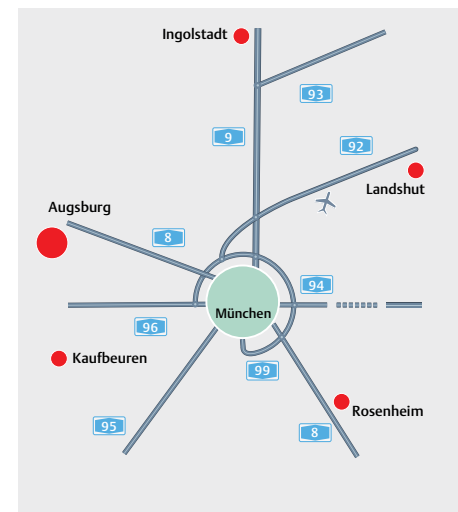 Ingolstadt
93
9
92
Landshut
Augsburg
8
94
München
96
Kaufbeuren
99
Rosenheim
95
8